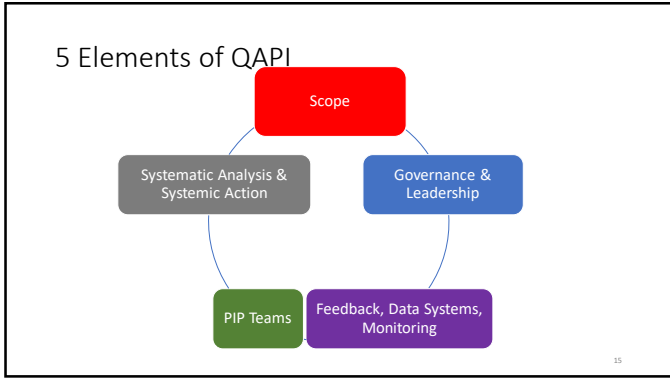 5 Elements of QAPI
Scope
Systematic Analysis &
Systemic Action
Governance &
Leadership
PIP Teams
Feedback, Data Systems,
Monitoring
15